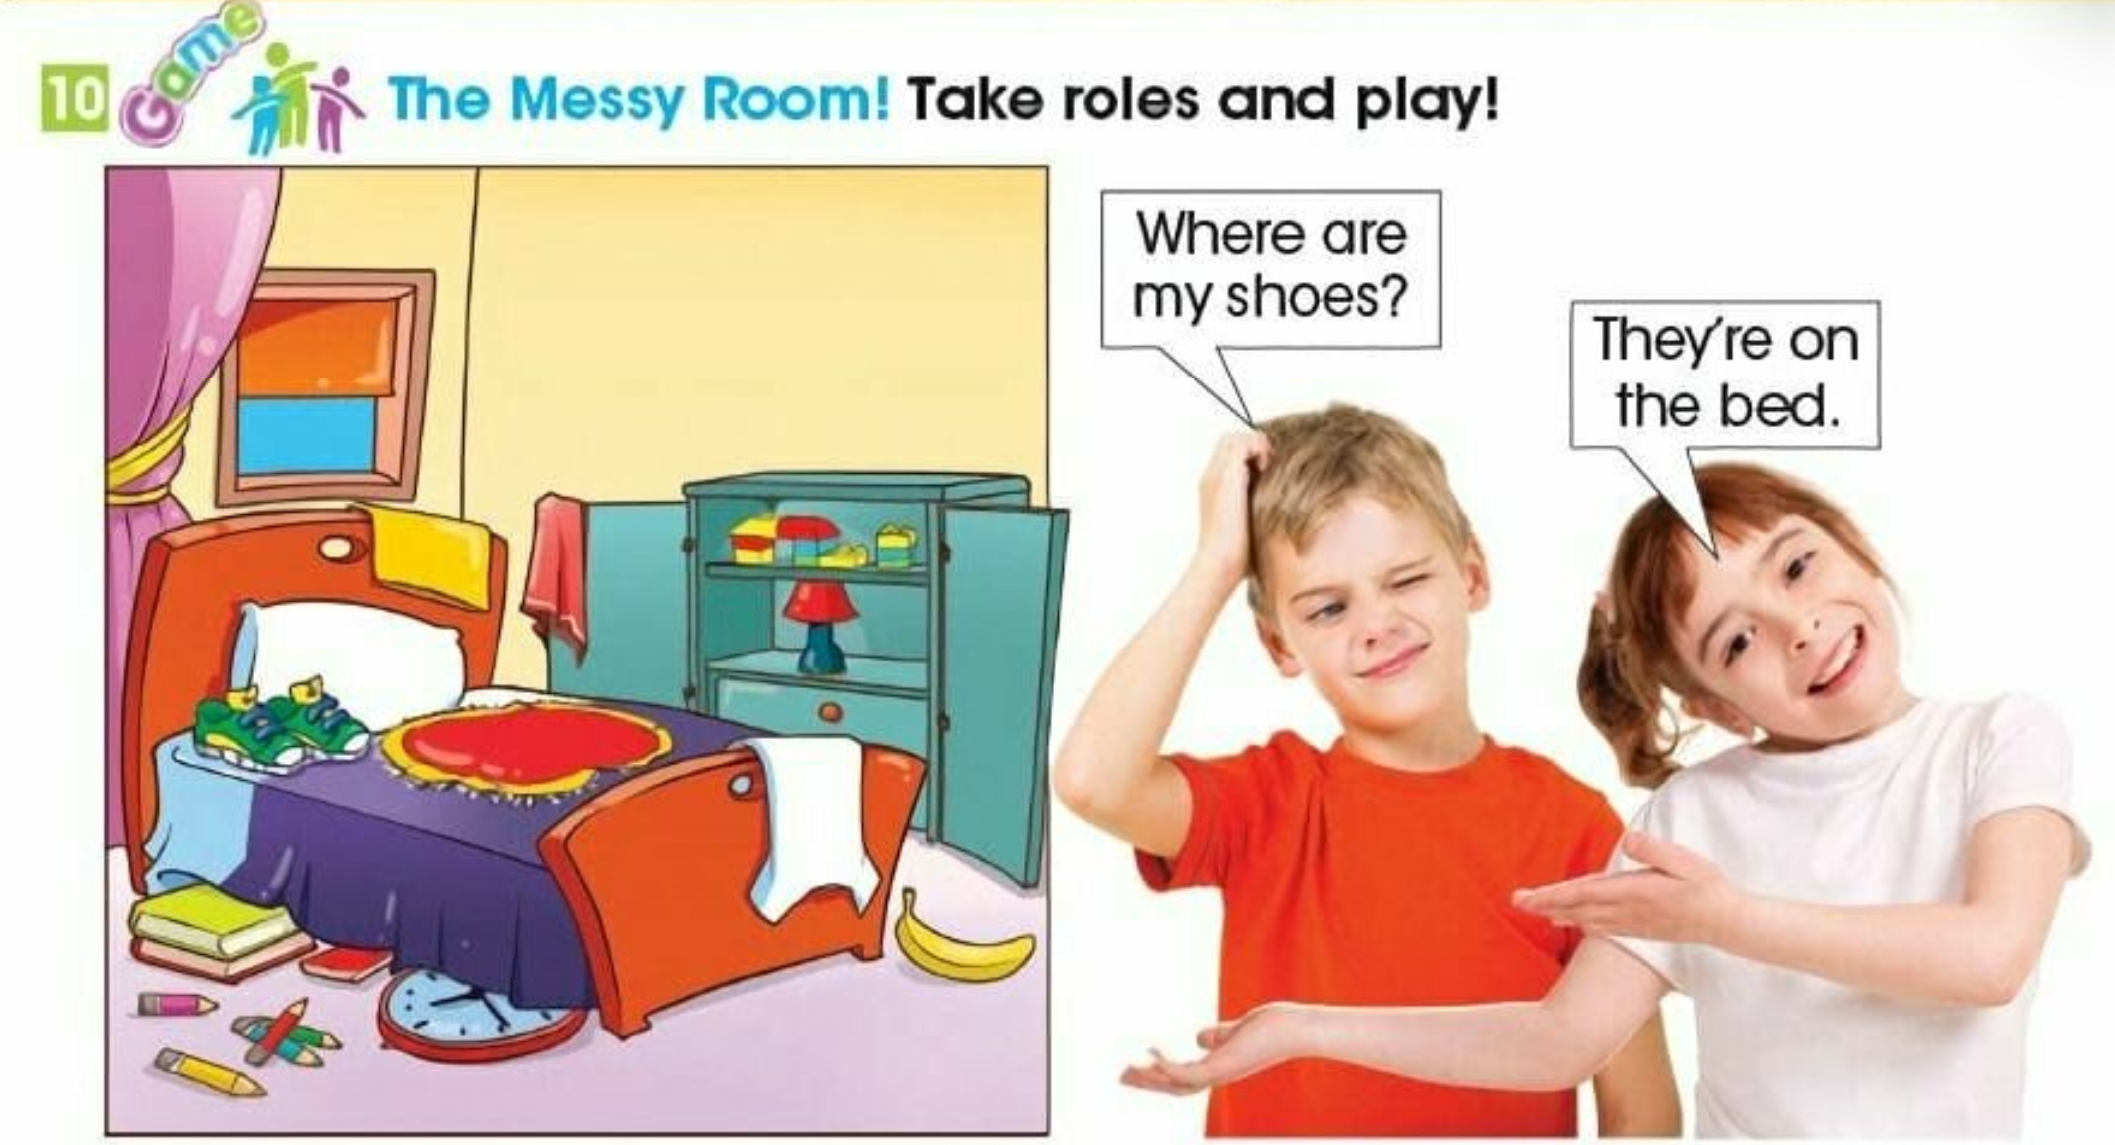 10 Game The Messy Room! Take roles and play!
Where are
my shoes?
They're on
the bed.